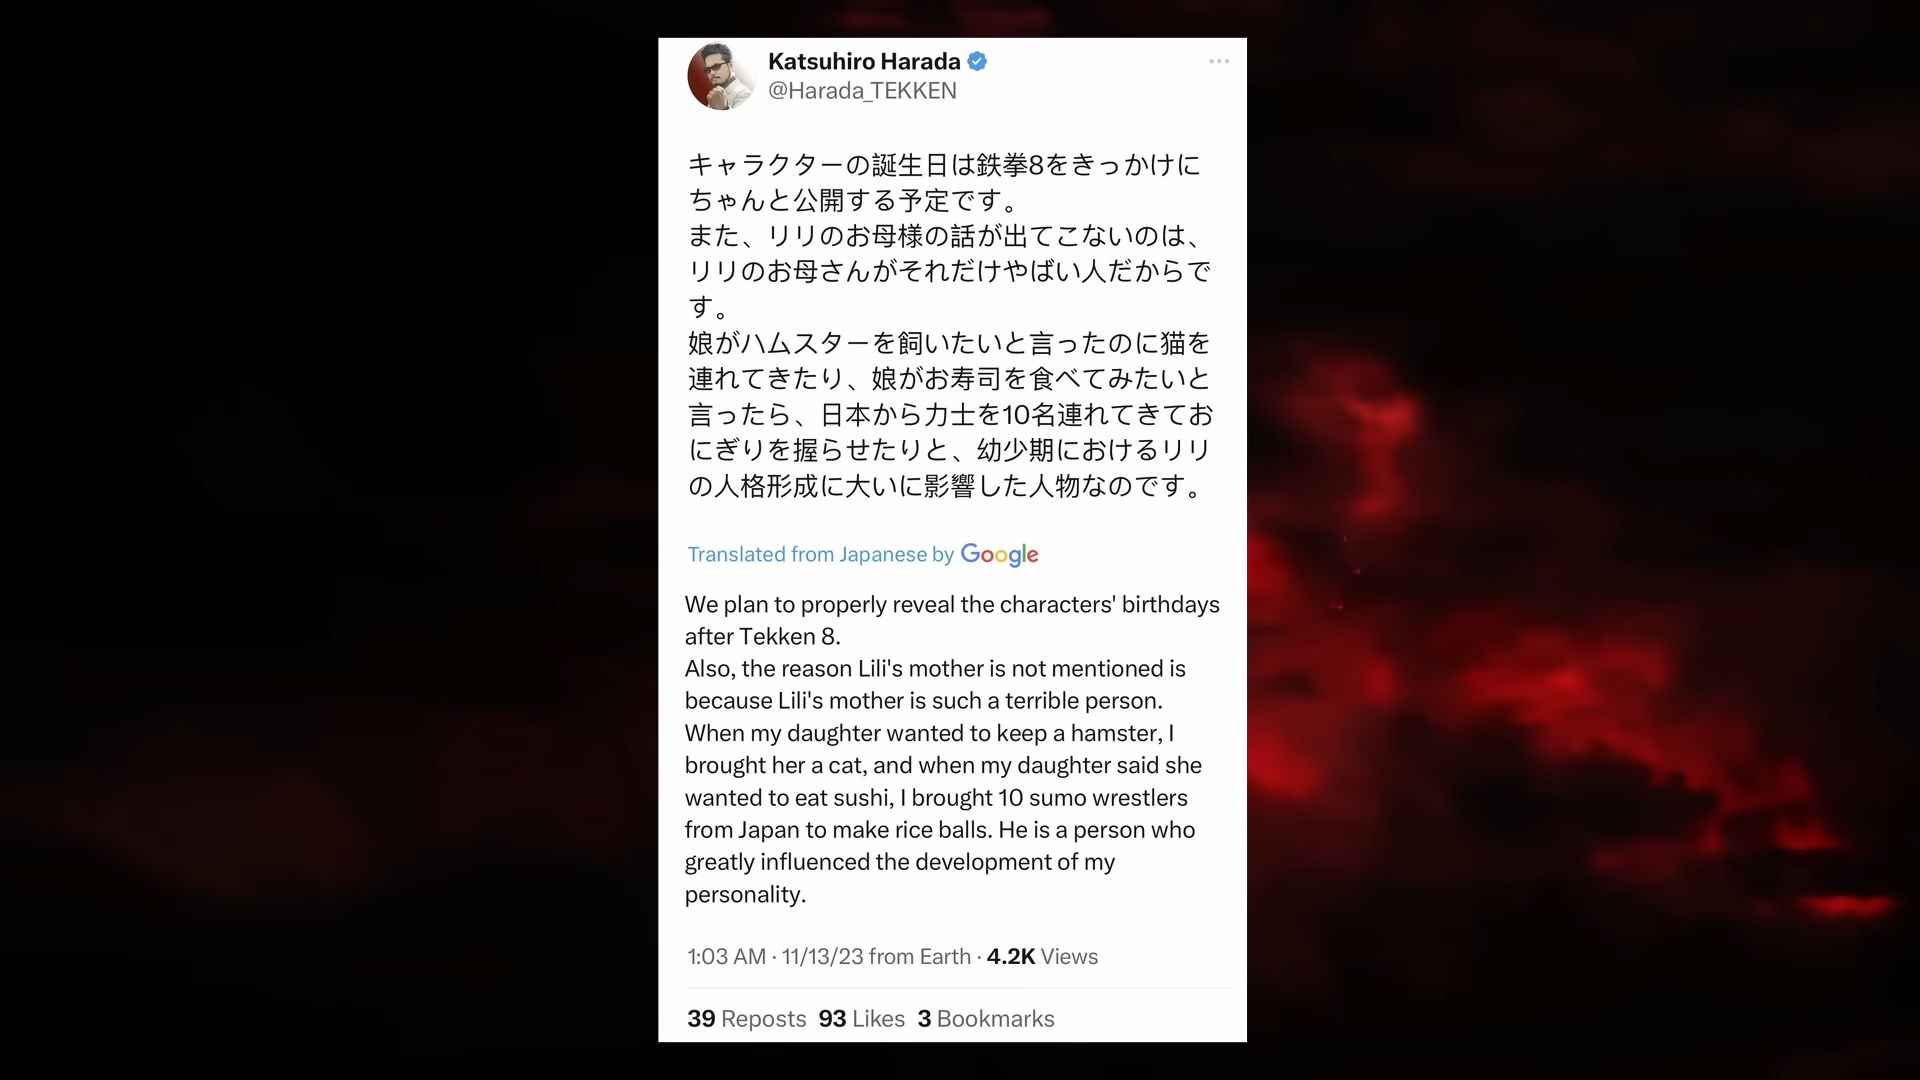 Katsuhiro Harada
@Harada_TEKKEN
キャラクターの誕生日は鉄拳8をきっかけに
ちゃんと公開する予定です。
また、リリのお母様の話が出てこないのは、
リリのお母さんがそれだけやばい人だからで
す。
娘がハムスターを飼いたいと言ったのに猫を
連れてきたり、娘がお寿司を食べてみたいと
言ったら、日本から力士を10名連れてきてお
にぎりを握らせたりと、幼少期におけるリリ
の人格形成に大いに影響した人物なのです。
Translated from Japanese by Google
We plan to properly reveal the characters' birthdays
after Tekken 8.
Also, the reason Lili's mother is not mentioned is
because Lili's mother is such a terrible person.
When my daughter wanted to keep a hamster, I
brought her a cat, and when my daughter said she
wanted to eat sushi, I brought 10 sumo wrestlers
from Japan to make rice balls. He is a person who
greatly influenced the development of my
personality.
1:03 AM · 11/13/23 from Earth · 4.2K Views
39 Reposts 93 Likes 3 Bookmarks